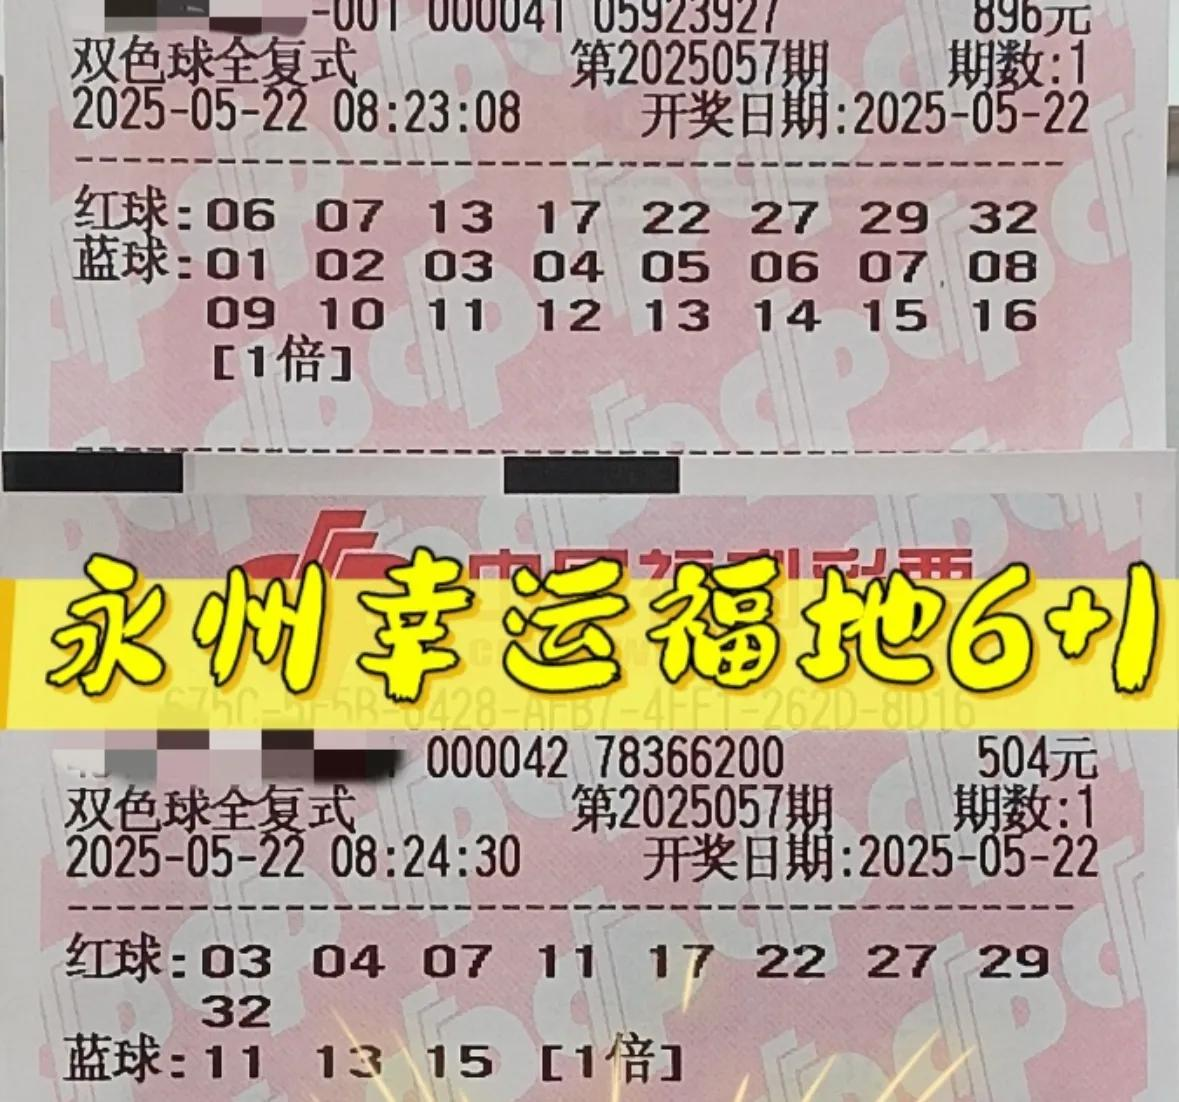 -001 000041 05923927 896元
双色球全复式 第2025057期 期数:1
2025-05-22 08:23:08 开奖日期:2025-05-22
红球:06 07 13 17 22 27 29 32
蓝球:01 02 03 04 05 06 07 08
09 10 11 12 13 14 15 16
[1倍]
中国福利彩票
永州幸运福地6+1
000042 78366200 504元
双色球全复式 第2025057期 期数:1
2025-05-22 08:24:30 开奖日期:2025-05-22
红球:03 04 07 11 17 22 27 29
32
蓝球:11 13 15 [1倍]